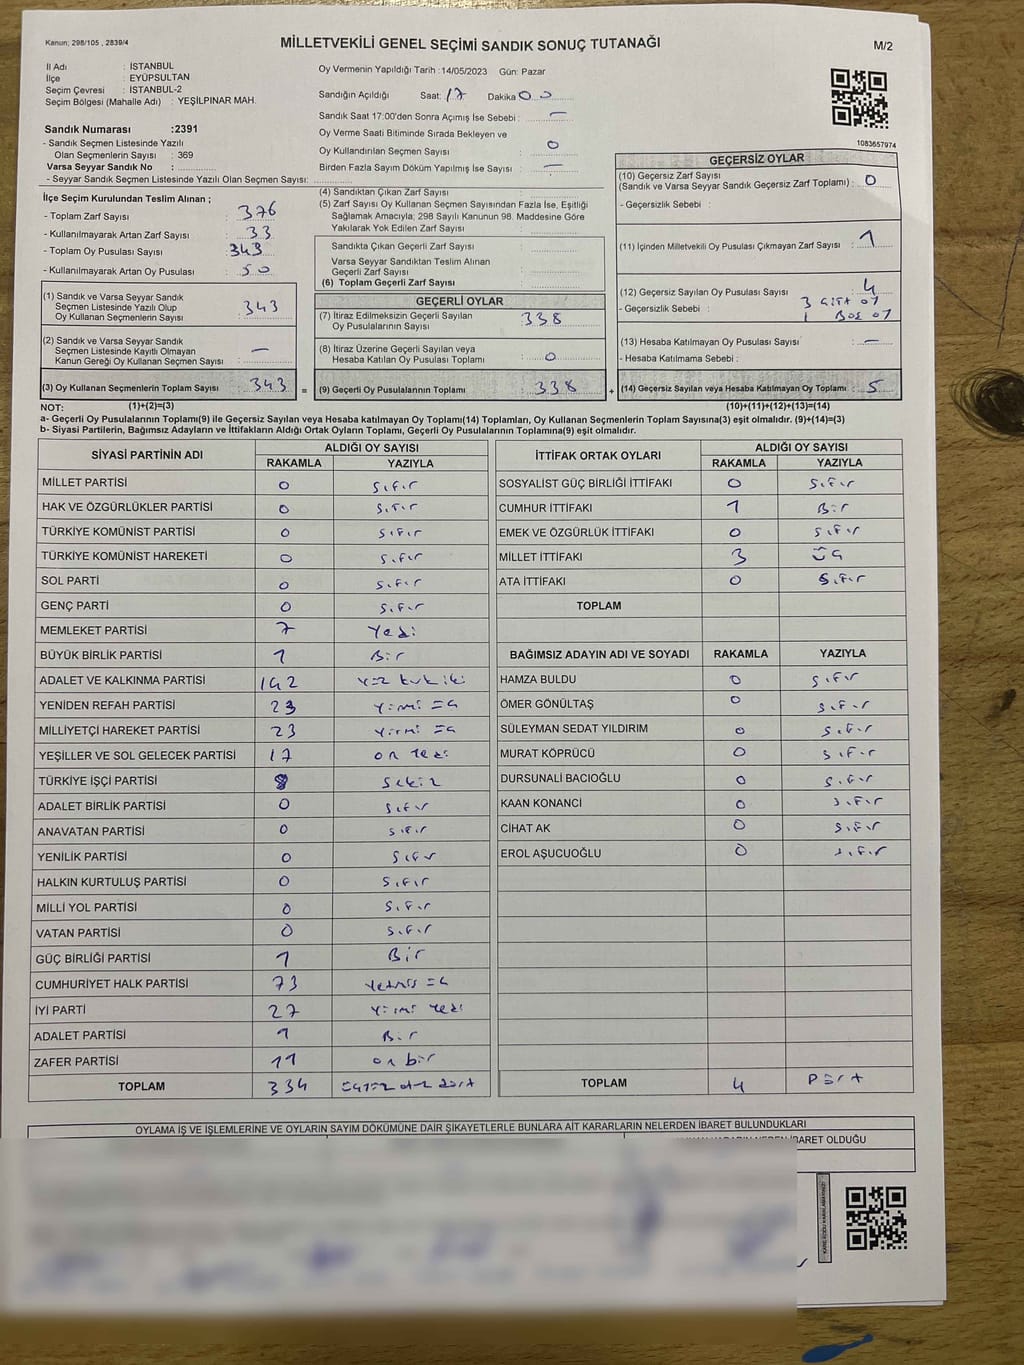 Kanun; 298/105 , 2839/4
MİLLETVEKİLİ GENEL SEÇİMİ SANDIK SONUÇ TUTANAĞI
M/2
İl Adı : İSTANBUL
İlçe : EYÜPSULTAN
Seçim Çevresi : İSTANBUL-2
Seçim Bölgesi (Mahalle Adı) : YEŞİLPINAR MAH.
Sandık Numarası :2391
- Sandık Seçmen Listesinde Yazılı
Olan Seçmenlerin Sayısı : 369
Varsa Seyyar Sandık No :
- Seyyar Sandık Seçmen Listesinde Yazılı Olan Seçmen Sayısı:
Oy Vermenin Yapıldığı Tarih :14/05/2023 Gün: Pazar
Sandığın Açıldığı Saat: 17 Dakika 00
Sandık Saat 17:00'den Sonra Açımış İse Sebebi : —
Oy Verme Saati Bitiminde Sırada Bekleyen ve
Oy Kullandırılan Seçmen Sayısı : 0
Birden Fazla Sayım Döküm Yapılmış İse Sayısı : —
1083657974
İlçe Seçim Kurulundan Teslim Alınan ;
- Toplam Zarf Sayısı : 376
- Kullanılmayarak Artan Zarf Sayısı : 33
- Toplam Oy Pusulası Sayısı : 343
- Kullanılmayarak Artan Oy Pusulası : 50
(4) Sandıktan Çıkan Zarf Sayısı :
(5) Zarf Sayısı Oy Kullanan Seçmen Sayısından Fazla İse, Eşitliği
Sağlamak Amacıyla; 298 Sayılı Kanunun 98. Maddesine Göre
Yakılarak Yok Edilen Zarf Sayısı :
Sandıkta Çıkan Geçerli Zarf Sayısı :
Varsa Seyyar Sandıktan Teslim Alınan
Geçerli Zarf Sayısı :
(6) Toplam Geçerli Zarf Sayısı :
GEÇERSİZ OYLAR
(10) Geçersiz Zarf Sayısı
(Sandık ve Varsa Seyyar Sandık Geçersiz Zarf Toplamı) : 0
- Geçersizlik Sebebi :
(11) İçinden Milletvekili Oy Pusulası Çıkmayan Zarf Sayısı : 1
(12) Geçersiz Sayılan Oy Pusulası Sayısı : 4
- Geçersizlik Sebebi : 3 Çift oy
1 Boş oy
(13) Hesaba Katılmayan Oy Pusulası Sayısı : —
- Hesaba Katılmama Sebebi :
(1) Sandık ve Varsa Seyyar Sandık
Seçmen Listesinde Yazılı Olup
Oy Kullanan Seçmenlerin Sayısı : 343
(2) Sandık ve Varsa Seyyar Sandık
Seçmen Listesinde Kayıtlı Olmayan
Kanun Gereği Oy Kullanan Seçmen Sayısı : —
GEÇERLİ OYLAR
(7) İtiraz Edilmeksizin Geçerli Sayılan
Oy Pusulalarının Sayısı : 338
(8) İtiraz Üzerine Geçerli Sayılan veya
Hesaba Katılan Oy Pusulası Toplamı : 0
(3) Oy Kullanan Seçmenlerin Toplam Sayısı 343 = (9) Geçerli Oy Pusulalarının Toplamı 338 + (14) Geçersiz Sayılan veya Hesaba Katılmayan Oy Toplamı : 5
NOT: (1)+(2)=(3) (10)+(11)+(12)+(13)=(14)
a- Geçerli Oy Pusulalarının Toplamı(9) ile Geçersiz Sayılan veya Hesaba katılmayan Oy Toplamı(14) Toplamları, Oy Kullanan Seçmenlerin Toplam Sayısına(3) eşit olmalıdır. (9)+(14)=(3)
b- Siyasi Partilerin, Bağımsız Adayların ve İttifakların Aldığı Ortak Oyların Toplamı, Geçerli Oy Pusulalarının Toplamına(9) eşit olmalıdır.
SİYASİ PARTİNİN ADI ALDIĞI OY SAYISI
RAKAMLA YAZIYLA
MİLLET PARTİSİ 0 Sıfır
HAK VE ÖZGÜRLÜKLER PARTİSİ 0 Sıfır
TÜRKİYE KOMÜNİST PARTİSİ 0 Sıfır
TÜRKİYE KOMÜNİST HAREKETİ 0 Sıfır
SOL PARTİ 0 Sıfır
GENÇ PARTİ 0 Sıfır
MEMLEKET PARTİSİ 7 Yedi
BÜYÜK BİRLİK PARTİSİ 1 Bir
ADALET VE KALKINMA PARTİSİ 142 Yüz kırk iki
YENİDEN REFAH PARTİSİ 23 Yirmi üç
MİLLİYETÇİ HAREKET PARTİSİ 23 Yirmi üç
YEŞİLLER VE SOL GELECEK PARTİSİ 17 on Yedi
TÜRKİYE İŞÇİ PARTİSİ 8 Sekiz
ADALET BİRLİK PARTİSİ 0 Sıfır
ANAVATAN PARTİSİ 0 Sıfır
YENİLİK PARTİSİ 0 Sıfır
HALKIN KURTULUŞ PARTİSİ 0 Sıfır
MİLLİ YOL PARTİSİ 0 Sıfır
VATAN PARTİSİ 0 Sıfır
GÜÇ BİRLİĞİ PARTİSİ 1 Bir
CUMHURİYET HALK PARTİSİ 73 Yetmiş üç
İYİ PARTİ 27 Yirmi Yedi
ADALET PARTİSİ 1 Bir
ZAFER PARTİSİ 11 on bir
TOPLAM 334 üçyüz otuz dört
İTTİFAK ORTAK OYLARI ALDIĞI OY SAYISI
RAKAMLA YAZIYLA
SOSYALİST GÜÇ BİRLİĞİ İTTİFAKI 0 Sıfır
CUMHUR İTTİFAKI 1 Bir
EMEK VE ÖZGÜRLÜK İTTİFAKI 0 Sıfır
MİLLET İTTİFAKI 3 Üç
ATA İTTİFAKI 0 Sıfır
TOPLAM
BAĞIMSIZ ADAYIN ADI VE SOYADI RAKAMLA YAZIYLA
HAMZA BULDU 0 Sıfır
ÖMER GÖNÜLTAŞ 0 Sıfır
SÜLEYMAN SEDAT YILDIRIM 0 Sıfır
MURAT KÖPRÜCÜ 0 Sıfır
DURSUNALİ BACIOĞLU 0 Sıfır
KAAN KONANCİ 0 Sıfır
CİHAT AK 0 Sıfır
EROL AŞUCUOĞLU 0 Sıfır
TOPLAM 4 Dört
OYLAMA İŞ VE İŞLEMLERİNE VE OYLARIN SAYIM DÖKÜMÜNE DAİR ŞİKAYETLERLE BUNLARA AİT KARARLARIN NELERDEN İBARET BULUNDUKLARI
İBARET OLDUĞU